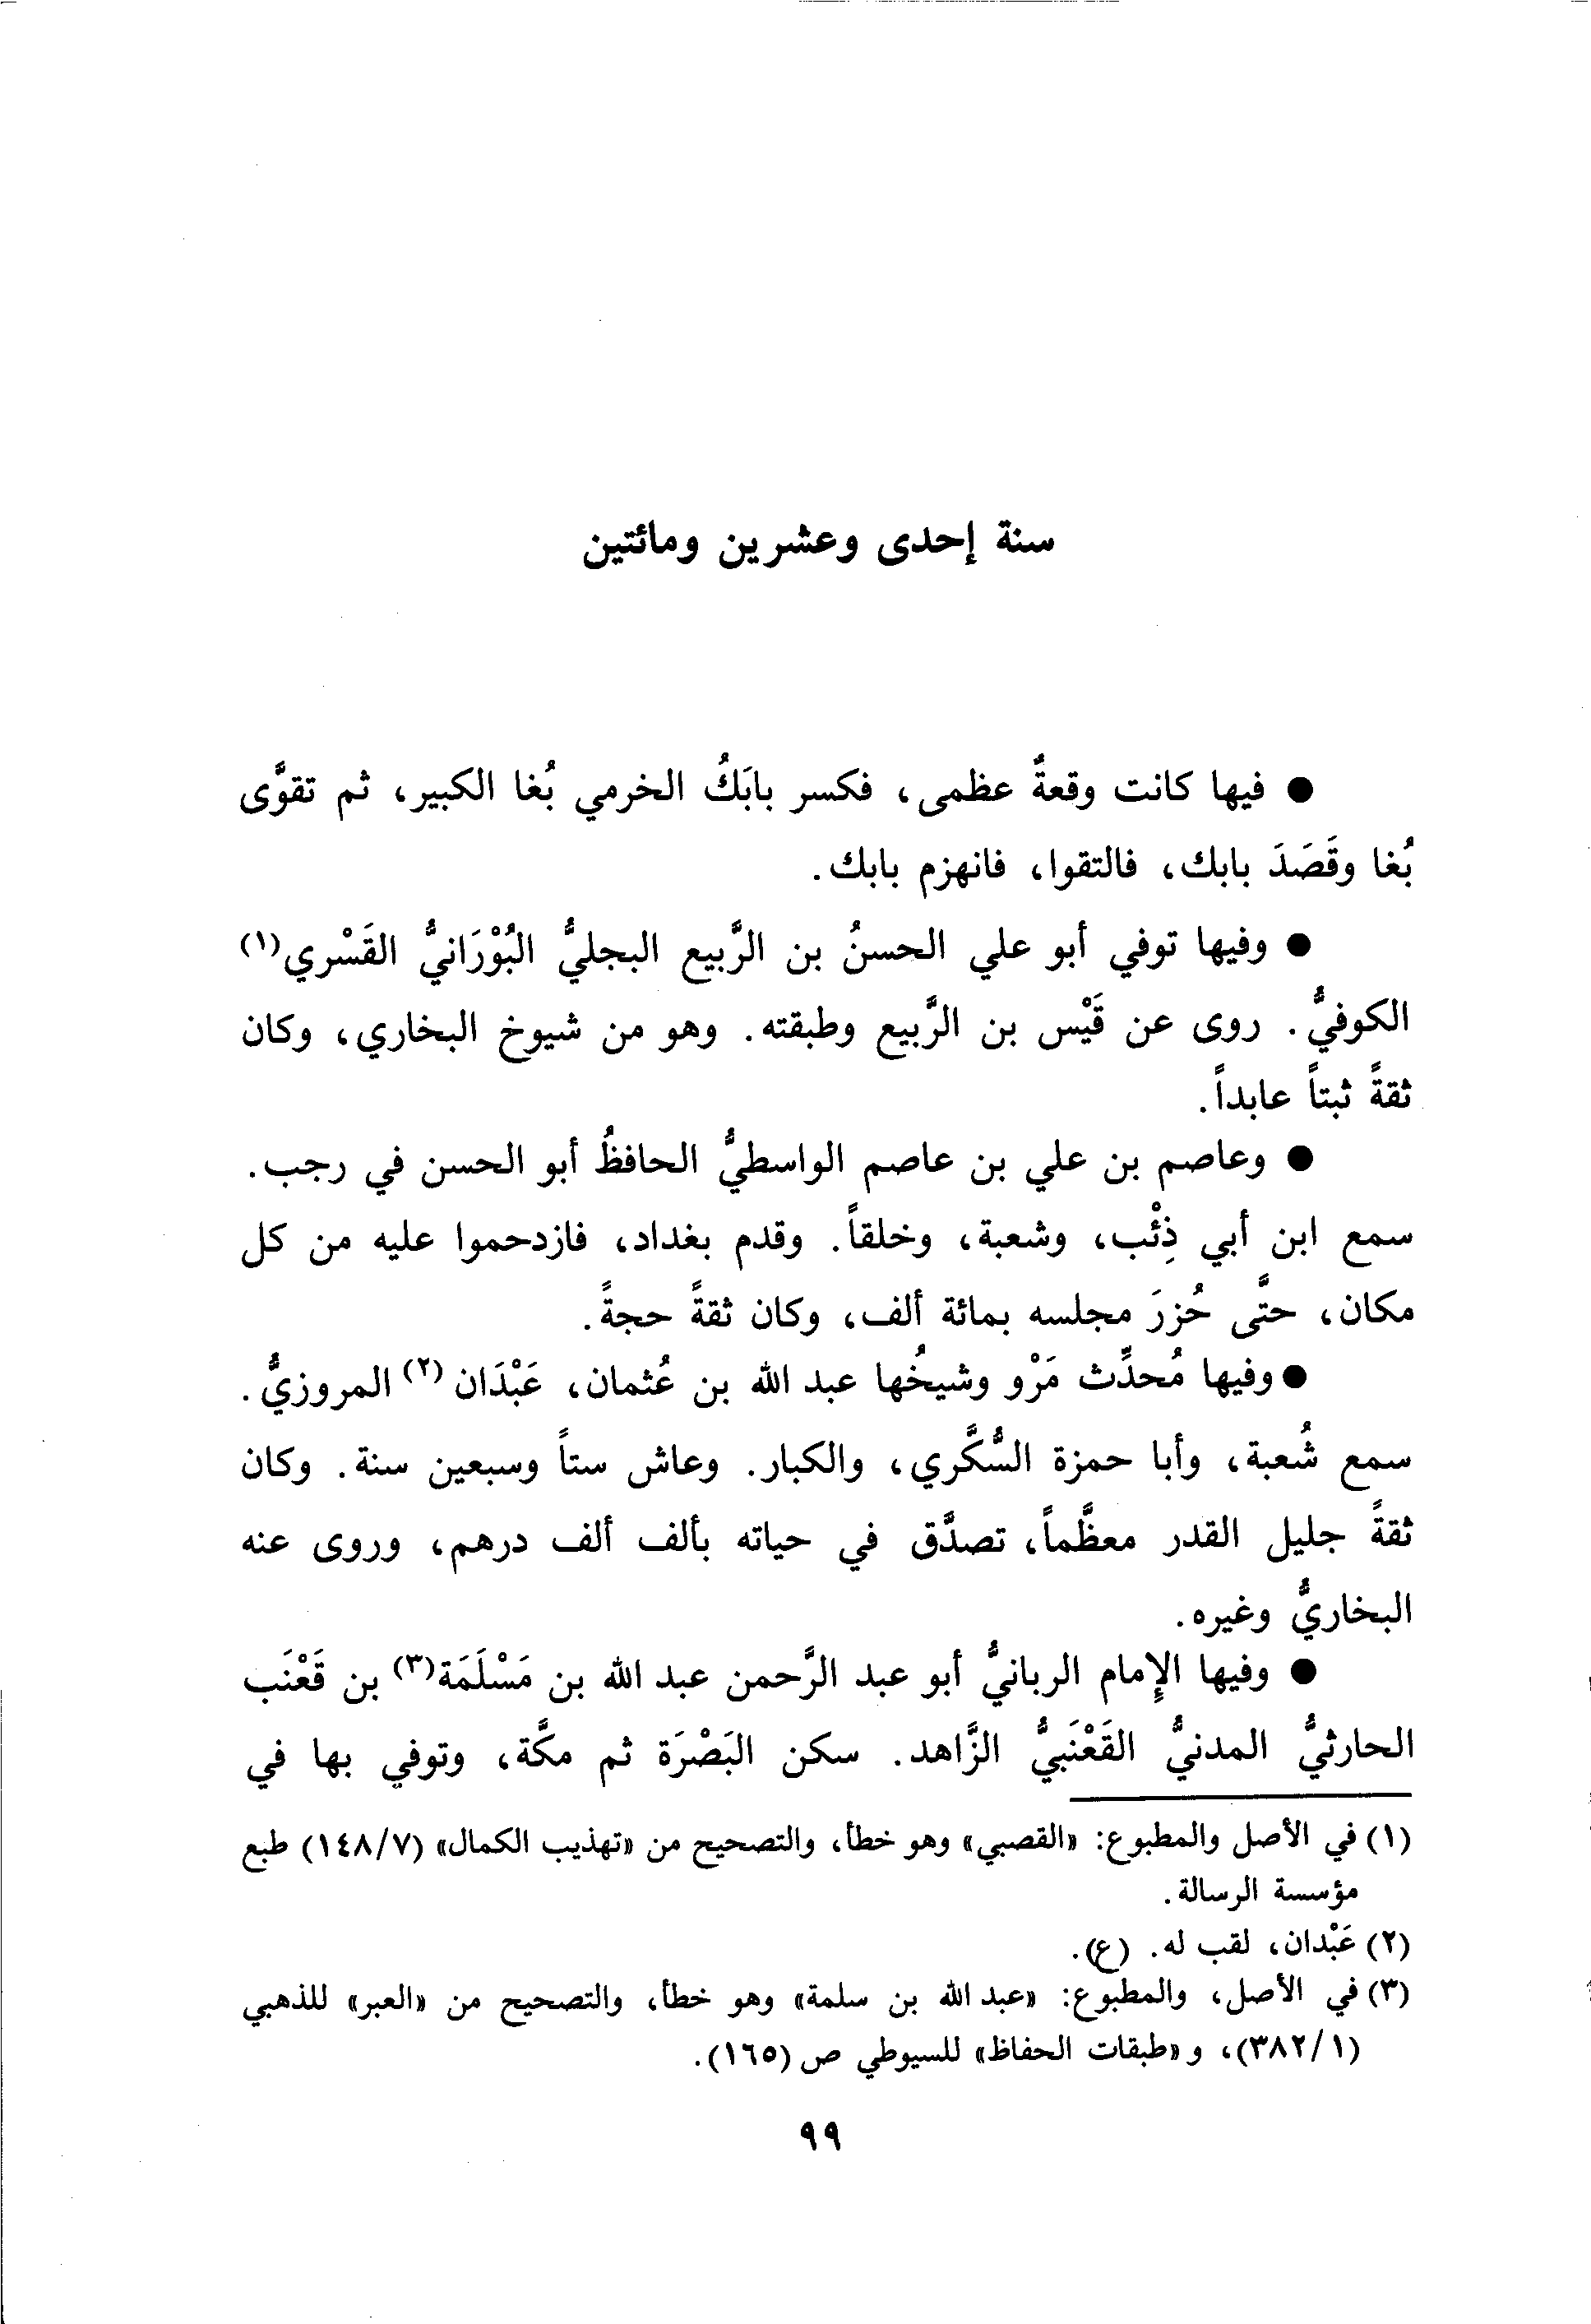 سنة إحدى وعشرين ومائتين
● فيها كانت وقعةٌ عظمى، فكسر بابَكُ الخرمي بُغا الكبير، ثم تقوَّى
بُغا وقَصَدَ بابك، فالتقوا، فانهزم بابك.
● وفيها توفي أبو علي الحسنُ بن الرَّبيع البجليُّ البُوْرَانيُّ القَسْري(١)
الكوفيُّ. روى عن قَيْس بن الرَّبيع وطبقته. وهو من شيوخ البخاري، وكان
ثقةً ثبتاً عابداً.
● وعاصم بن علي بن عاصم الواسطيُّ الحافظُ أبو الحسن في رجب.
سمع ابن أبي ذِئْب، وشعبة، وخلقاً. وقدم بغداد، فازدحموا عليه من كل
مكان، حتَّى حُزرَ مجلسه بمائة ألف، وكان ثقةً حجةً.
● وفيها مُحدِّث مَرْو وشيخُها عبد الله بن عُثمان، عَبْدَان(٢) المروزيُّ.
سمع شُعبة، وأبا حمزة السُّكَّري، والكبار. وعاش ستاً وسبعين سنة. وكان
ثقةً جليل القدر معظَّماً، تصدَّق في حياته بألف ألف درهم، وروى عنه
البخاريُّ وغيره.
● وفيها الإمام الربانيُّ أبو عبد الرَّحمن عبد الله بن مَسْلَمَة(٣) بن قَعْنَب
الحارثيُّ المدنيُّ القَعْنَبيُّ الزَّاهد. سكن البَصْرَة ثم مكَّة، وتوفي بها في
(١) في الأصل والمطبوع: «القصبي» وهو خطأ، والتصحيح من «تهذيب الكمال» (١٤٨/٧) طبع
مؤسسة الرسالة.
(٢) عَبْدان، لقب له. (ع).
(٣) في الأصل، والمطبوع: «عبد الله بن سلمة» وهو خطأ، والتصحيح من «العبر» للذهبي
(٣٨٢/١)، و«طبقات الحفاظ» للسيوطي ص (١٦٥).
٩٩